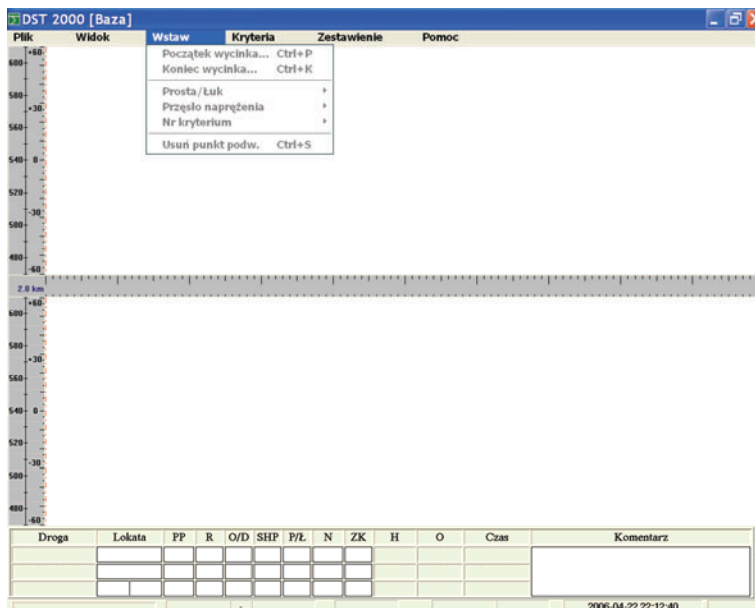 DST 2000 [Baza]
Plik Widok Wstaw Kryteria Zestawienie Pomoc
Początek wycinka... Ctrl+P
Koniec wycinka... Ctrl+K
Prosta/Łuk
Przęsło naprężenia
Nr kryterium
Usuń punkt podw. Ctrl+S
+60
600
580
+30
560
540 0
520
-30
500
480
-60
2.0 km
+60
600
580
+30
560
540 0
520
-30
500
480
-60
Droga Lokata PP R O/D SHP P/Ł N ZK H O Czas Komentarz
2006-04-22 22:12:40